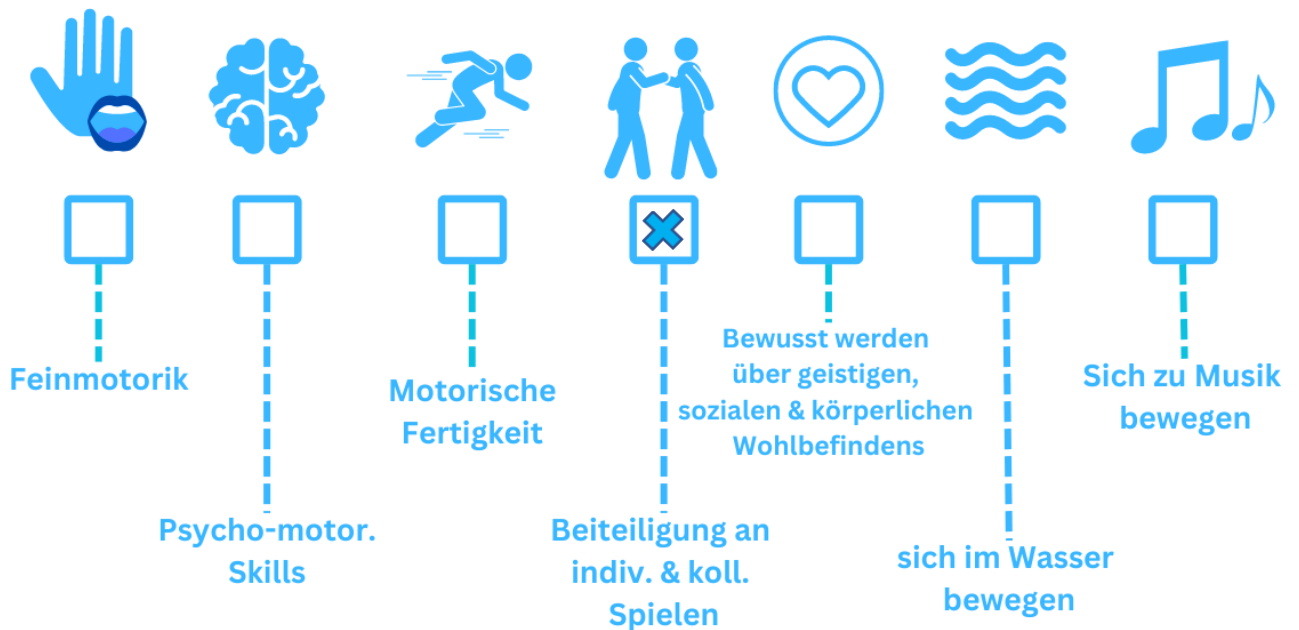 Feinmotorik
Psycho-motor.
Skills
Motorische
Fertigkeit
Beiteiligung an
indiv. & koll.
Spielen
Bewusst werden
über geistigen,
sozialen & körperlichen
Wohlbefindens
sich im Wasser
bewegen
Sich zu Musik
bewegen